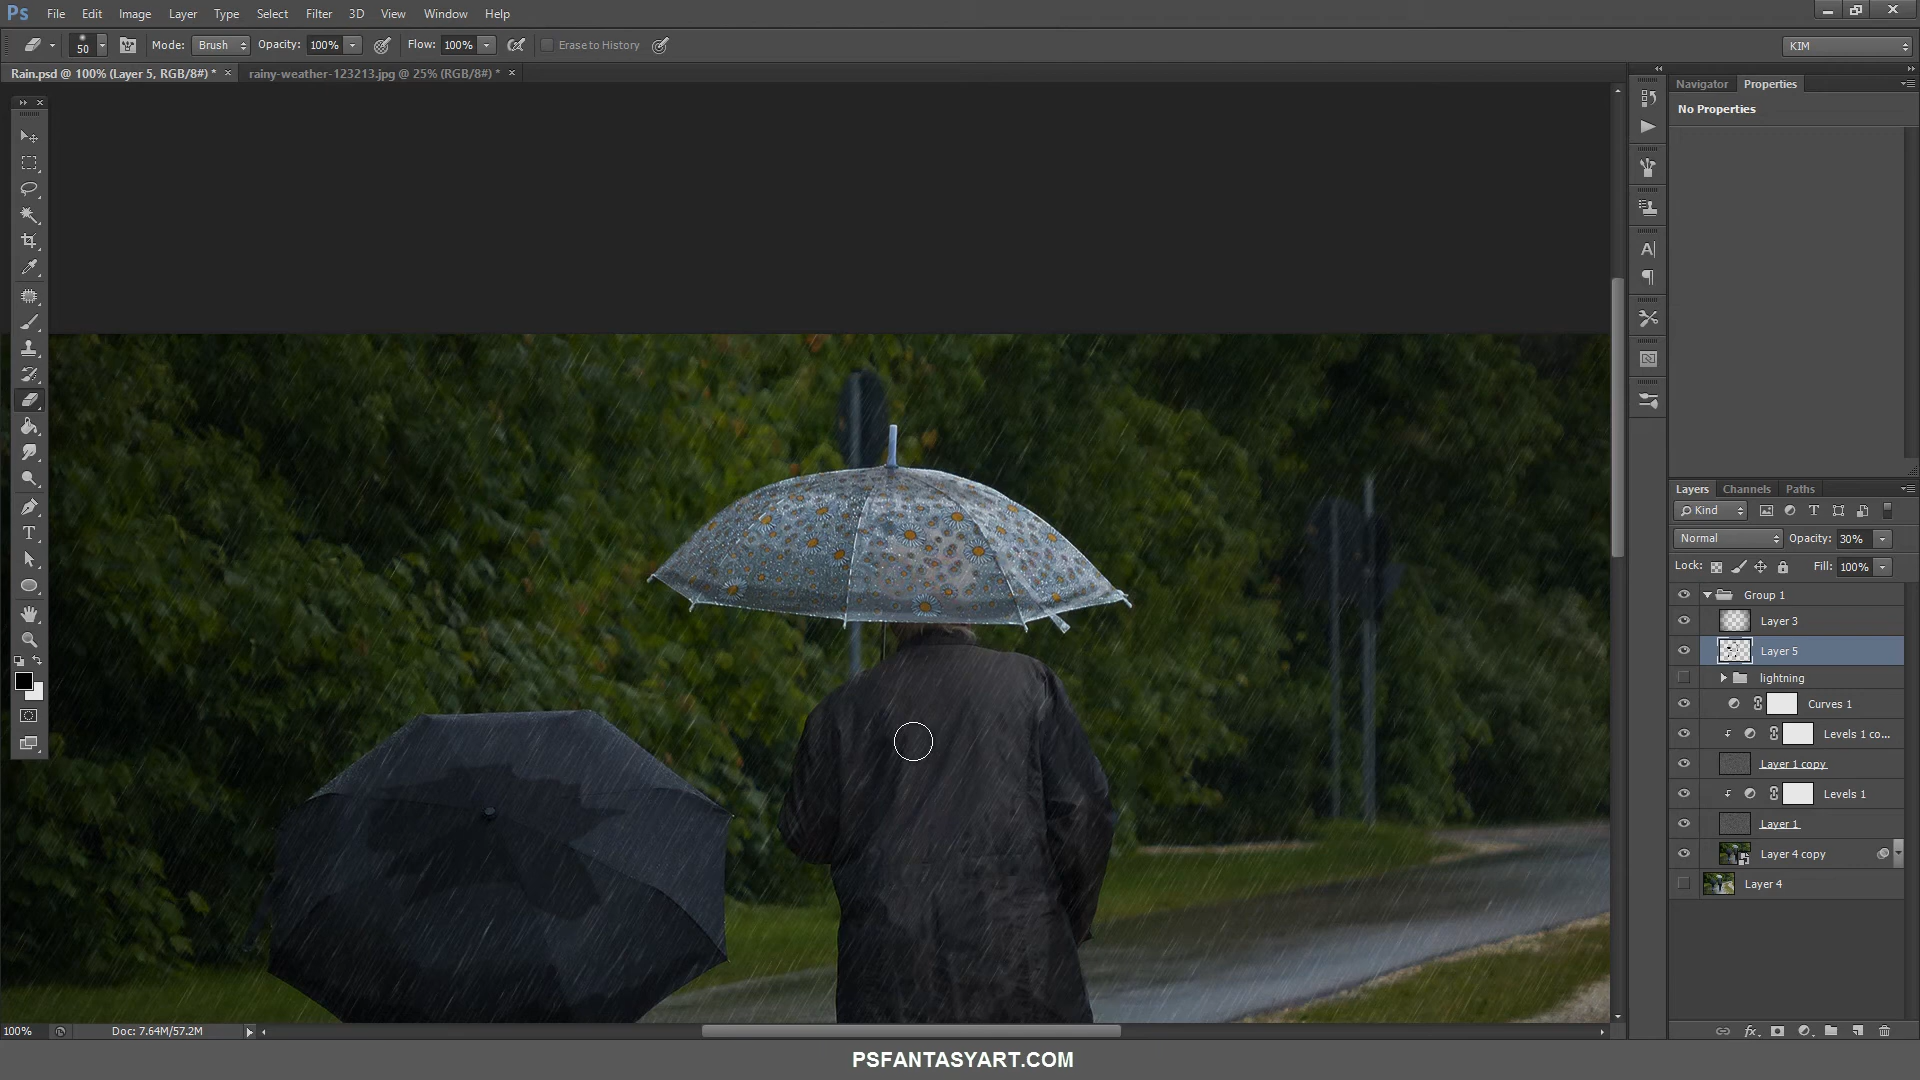 Ps File Edit Image Layer Type Select Filter 3D View Window Help
50 Mode: Brush Opacity: 100% Flow: 100% Erase to History KIM
Rain.psd @ 100% (Layer 5, RGB/8#) * × rainy-weather-123213.jpg @ 25% (RGB/8#) * ×
Navigator Properties
No Properties
Layers Channels Paths
Kind
Normal Opacity: 30%
Lock: Fill: 100%
Group 1
Layer 3
Layer 5
lightning
Curves 1
Levels 1 co...
Layer 1 copy
Levels 1
Layer 1
Layer 4 copy
Layer 4
100% Doc: 7.64M/57.2M
PSFANTASYART.COM